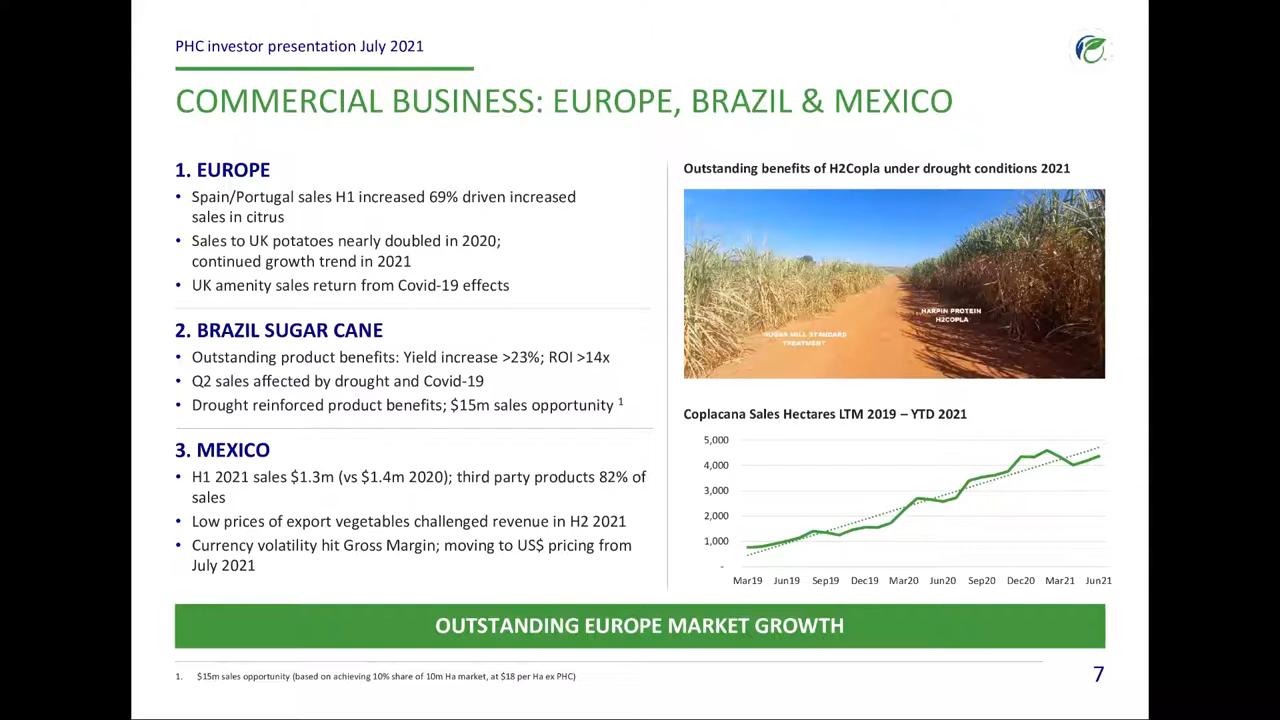 PHC investor presentation July 2021
COMMERCIAL BUSINESS: EUROPE, BRAZIL & MEXICO
1. EUROPE
• Spain/Portugal sales H1 increased 69% driven increased
sales in citrus
• Sales to UK potatoes nearly doubled in 2020;
continued growth trend in 2021
• UK amenity sales return from Covid-19 effects
2. BRAZIL SUGAR CANE
• Outstanding product benefits: Yield increase >23%; ROI >14x
• Q2 sales affected by drought and Covid-19
• Drought reinforced product benefits; $15m sales opportunity 1
3. MEXICO
• H1 2021 sales $1.3m (vs $1.4m 2020); third party products 82% of
sales
• Low prices of export vegetables challenged revenue in H2 2021
• Currency volatility hit Gross Margin; moving to US$ pricing from
July 2021
Outstanding benefits of H2Copla under drought conditions 2021
SUGAR MILL STANDARD
TREATMENT
HARPIN PROTEIN
H2COPLA
Coplacana Sales Hectares LTM 2019 – YTD 2021
5,000
4,000
3,000
2,000
1,000
-
Mar19 Jun19 Sep19 Dec19 Mar20 Jun20 Sep20 Dec20 Mar21 Jun21
OUTSTANDING EUROPE MARKET GROWTH
1. $15m sales opportunity (based on achieving 10% share of 10m Ha market, at $18 per Ha ex PHC)
7